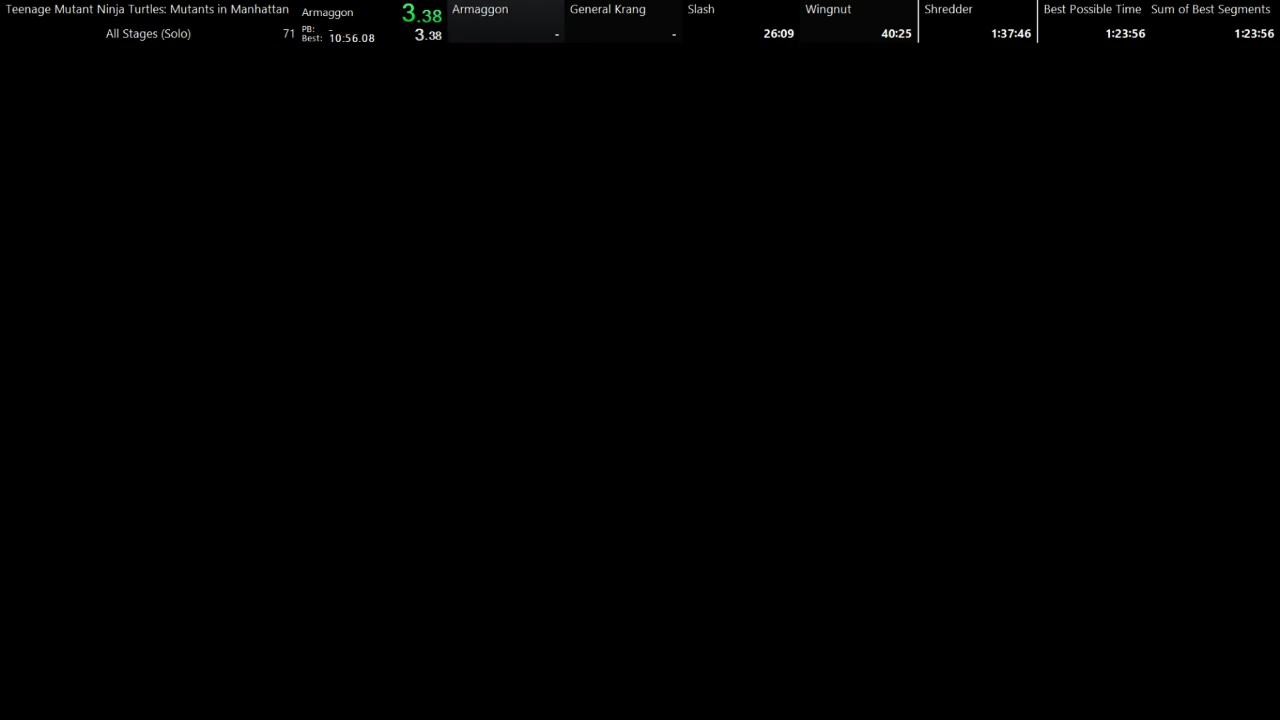 Teenage Mutant Ninja Turtles: Mutants in Manhattan
All Stages (Solo) 71
Armaggon 3.38
PB: -
Best: 10:56.08 3.38
Armaggon -
General Krang -
Slash 26:09
Wingnut 40:25
Shredder 1:37:46
Best Possible Time 1:23:56
Sum of Best Segments 1:23:56